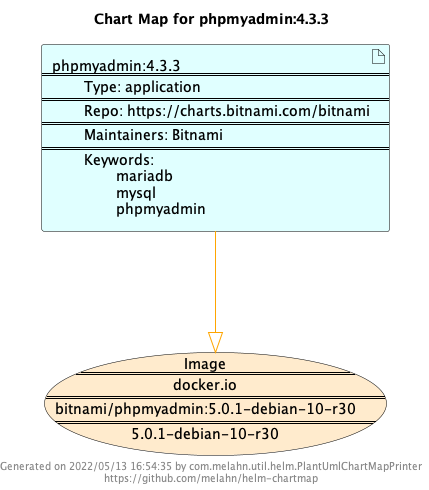 Chart Map for phpmyadmin:4.3.3
phpmyadmin:4.3.3
Type: application
Repo: https://charts.bitnami.com/bitnami
Maintainers: Bitnami
Keywords:
mariadb
mysql
phpmyadmin
Image
docker.io
bitnami/phpmyadmin:5.0.1-debian-10-r30
5.0.1-debian-10-r30
Generated on 2022/05/13 16:54:35 by com.melahn.util.helm.PlantUmlChartMapPrinter
https://github.com/melahn/helm-chartmap